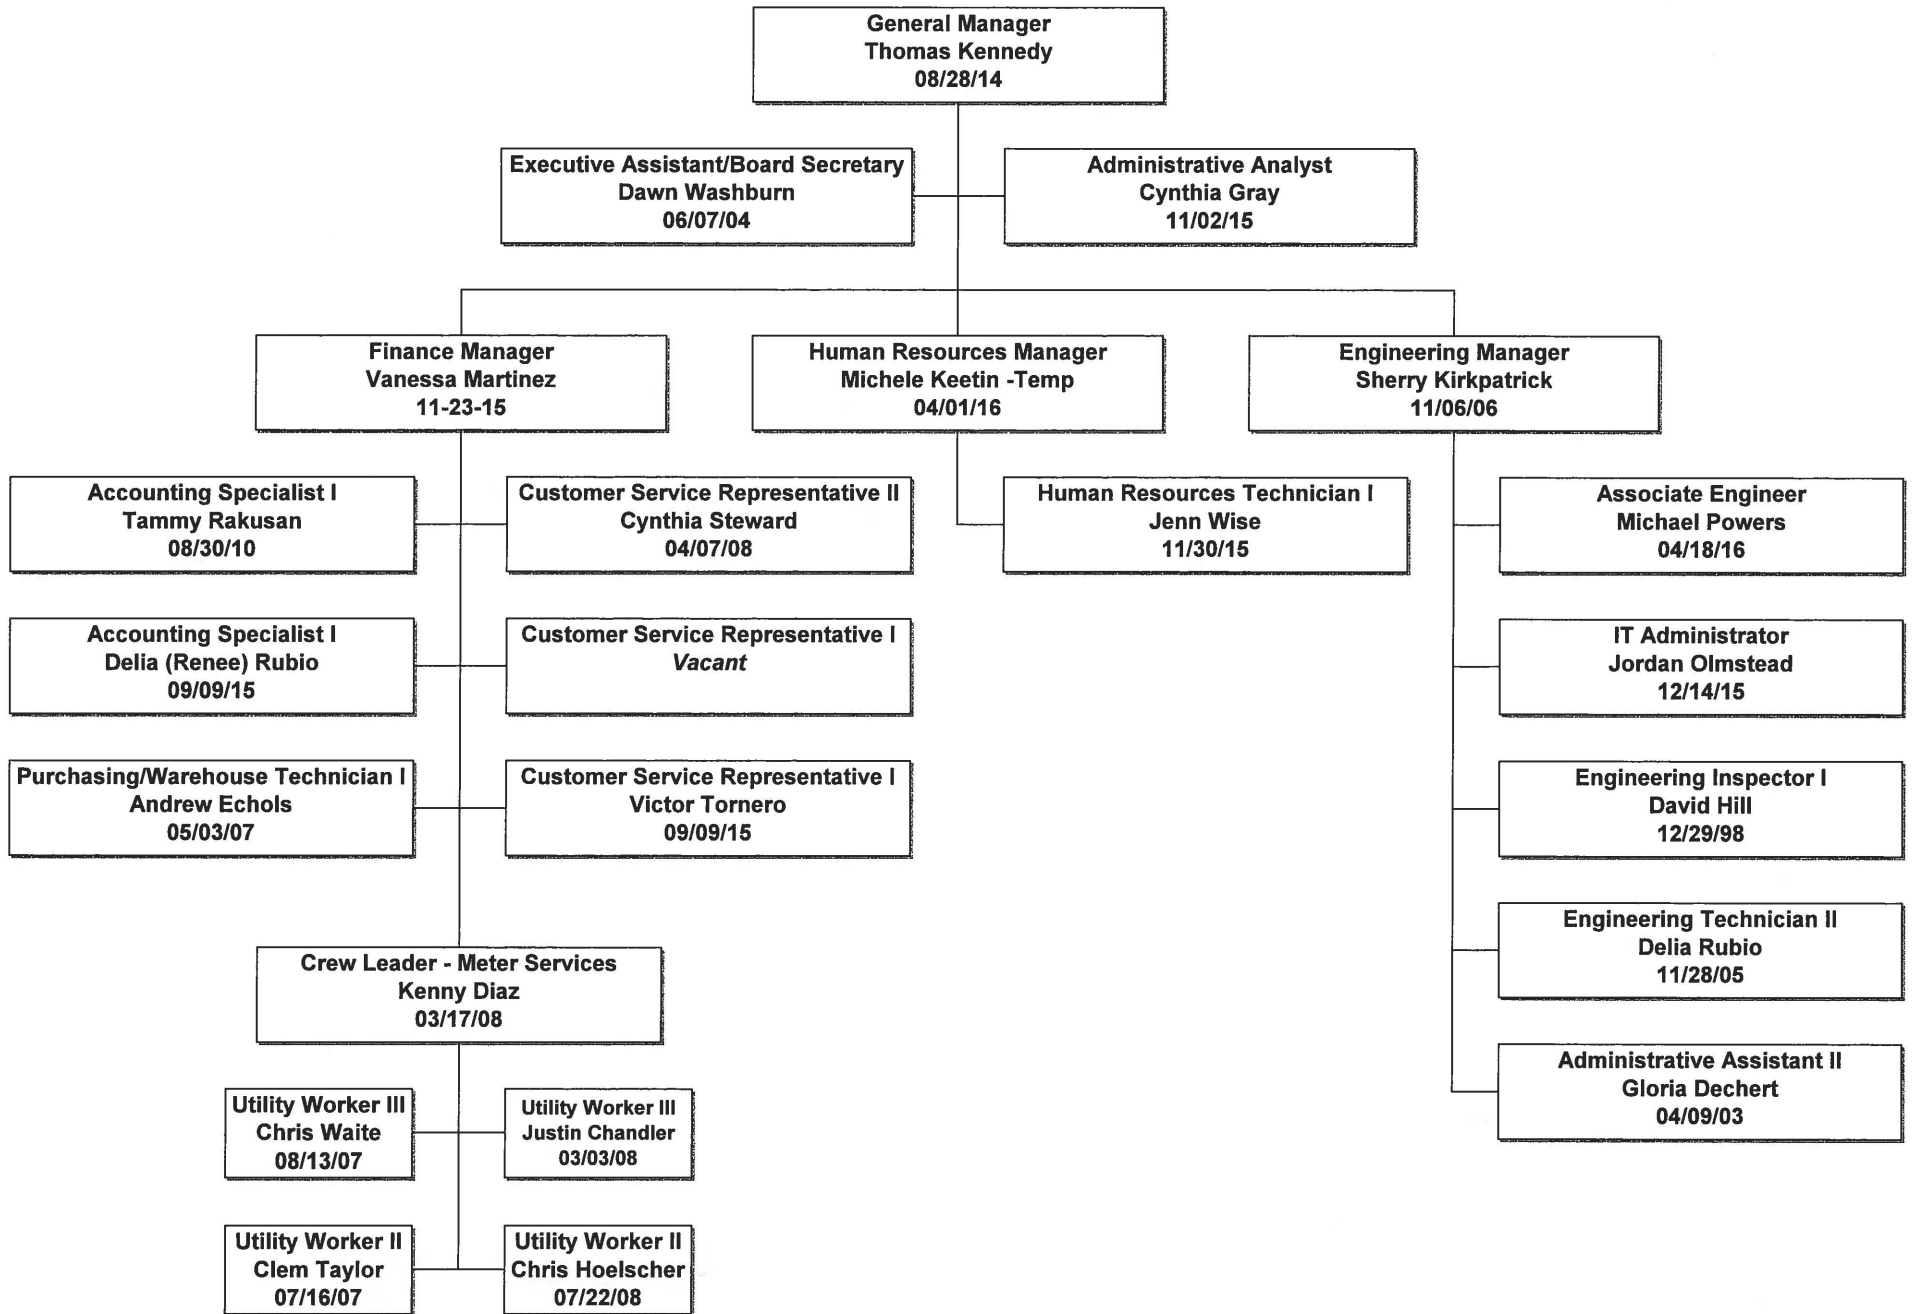 General Manager
Thomas Kennedy
08/28/14
Executive Assistant/Board Secretary
Dawn Washburn
06/07/04
Administrative Analyst
Cynthia Gray
11/02/15
Finance Manager
Vanessa Martinez
11-23-15
Human Resources Manager
Michele Keetin -Temp
04/01/16
Engineering Manager
Sherry Kirkpatrick
11/06/06
Accounting Specialist I
Tammy Rakusan
08/30/10
Customer Service Representative II
Cynthia Steward
04/07/08
Human Resources Technician I
Jenn Wise
11/30/15
Associate Engineer
Michael Powers
04/18/16
Accounting Specialist I
Delia (Renee) Rubio
09/09/15
Customer Service Representative I
Vacant
IT Administrator
Jordan Olmstead
12/14/15
Purchasing/Warehouse Technician I
Andrew Echols
05/03/07
Customer Service Representative I
Victor Tornero
09/09/15
Engineering Inspector I
David Hill
12/29/98
Engineering Technician II
Delia Rubio
11/28/05
Crew Leader - Meter Services
Kenny Diaz
03/17/08
Administrative Assistant II
Gloria Dechert
04/09/03
Utility Worker III
Chris Waite
08/13/07
Utility Worker III
Justin Chandler
03/03/08
Utility Worker II
Clem Taylor
07/16/07
Utility Worker II
Chris Hoelscher
07/22/08